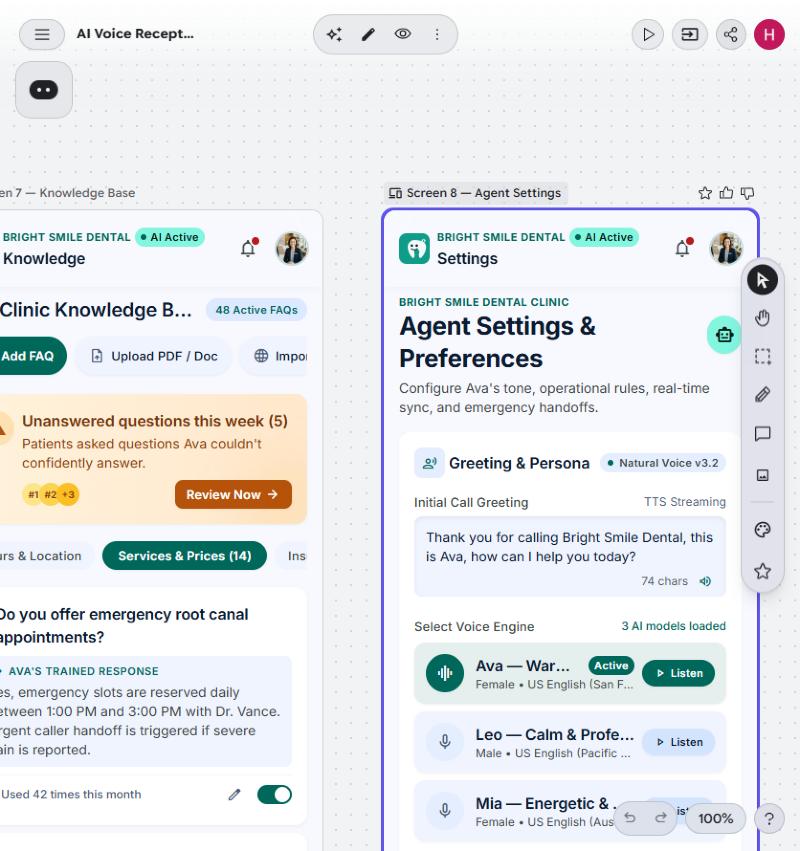 AI Voice Recept...
H
en 7 — Knowledge Base
BRIGHT SMILE DENTAL
AI Active
Knowledge
Clinic Knowledge B...
48 Active FAQs
Add FAQ
Upload PDF / Doc
Impor
Unanswered questions this week (5)
Patients asked questions Ava couldn't
confidently answer.
#1 #2 +3
Review Now →
urs & Location
Services & Prices (14)
Ins
Do you offer emergency root canal
appointments?
AVA'S TRAINED RESPONSE
es, emergency slots are reserved daily
etween 1:00 PM and 3:00 PM with Dr. Vance.
rgent caller handoff is triggered if severe
ain is reported.
Used 42 times this month
Screen 8 — Agent Settings
BRIGHT SMILE DENTAL
AI Active
Settings
BRIGHT SMILE DENTAL CLINIC
Agent Settings &
Preferences
Configure Ava's tone, operational rules, real-time
sync, and emergency handoffs.
Greeting & Persona
Natural Voice v3.2
Initial Call Greeting
TTS Streaming
Thank you for calling Bright Smile Dental, this
is Ava, how can I help you today?
74 chars
Select Voice Engine
3 AI models loaded
Ava — War...
Active
Female • US English (San F...
Listen
Leo — Calm & Profe...
Male • US English (Pacific ...
Listen
Mia — Energetic & .
Female • US English (Aus
100%
?